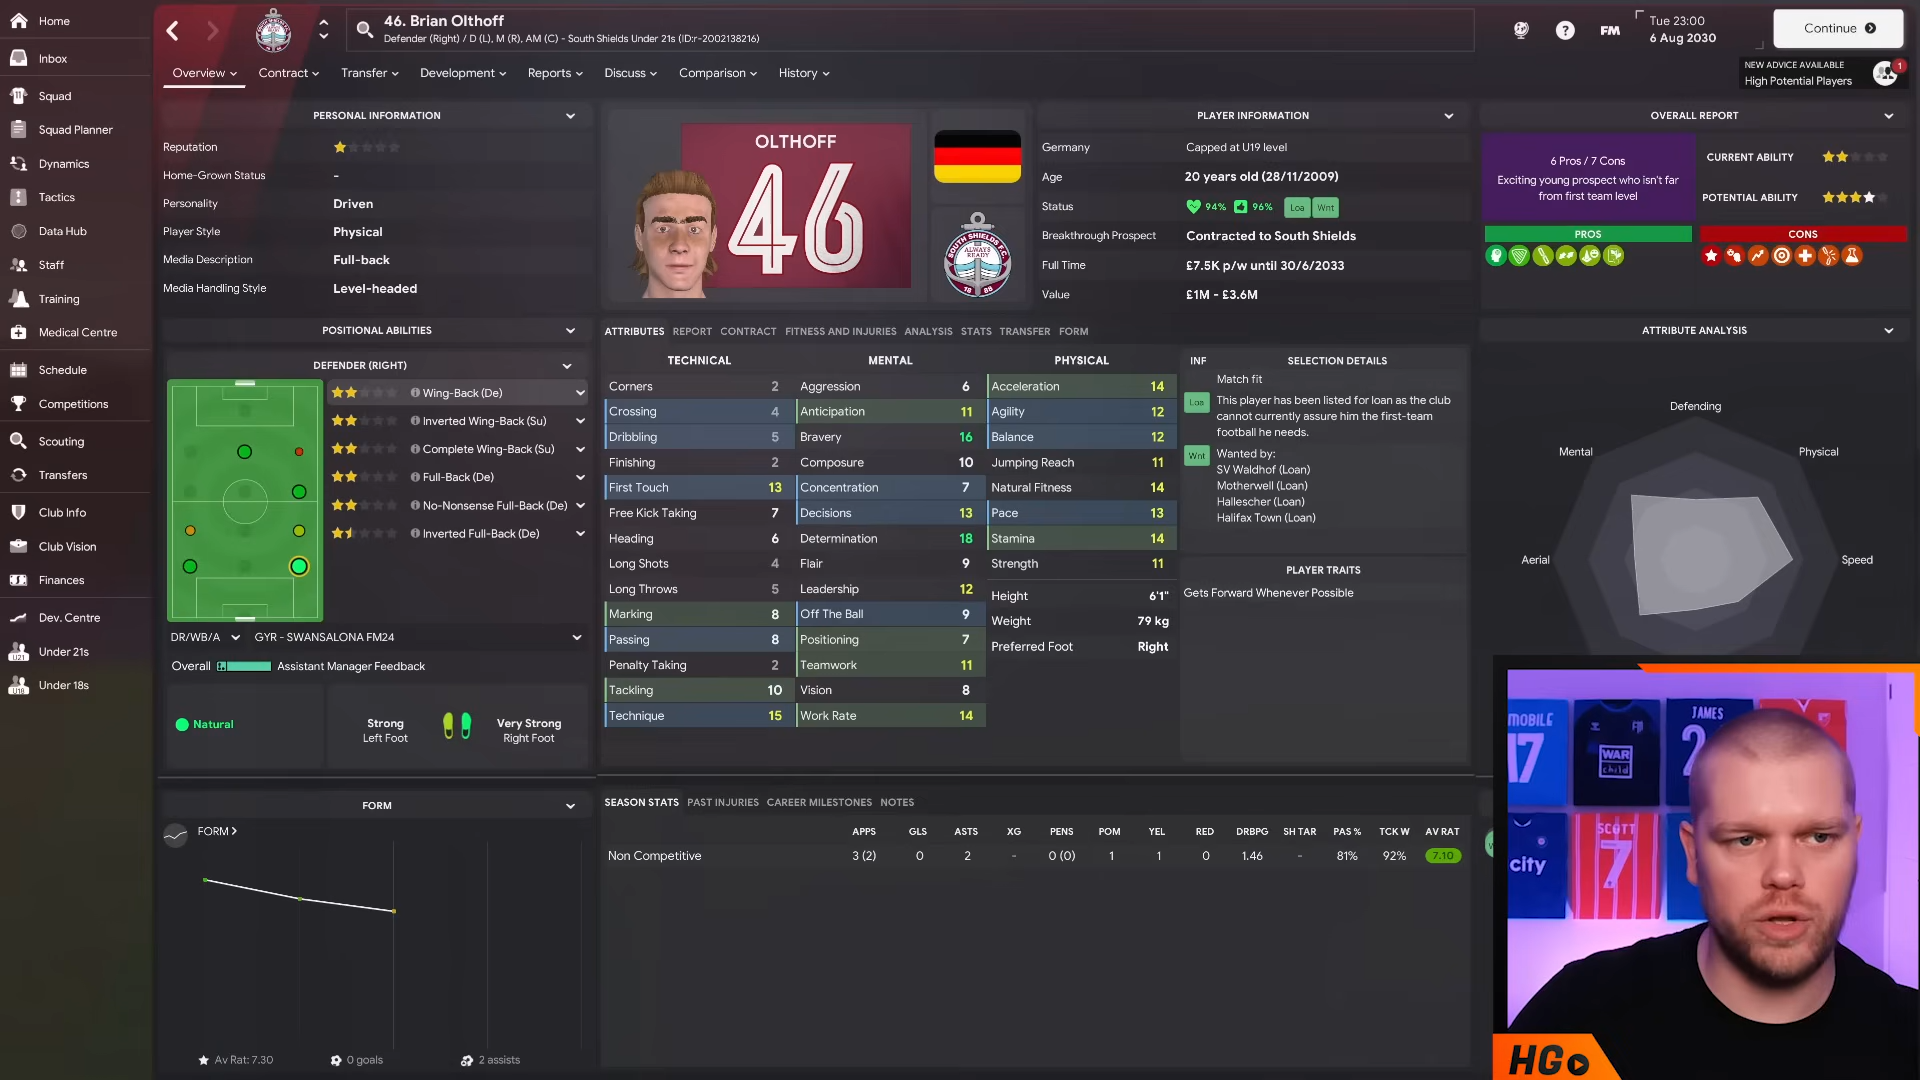 Home
Inbox
Squad
Squad Planner
Dynamics
Tactics
Data Hub
Staff
Training
Medical Centre
Schedule
Competitions
Scouting
Transfers
Club Info
Club Vision
Finances
Dev. Centre
Under 21s
Under 18s
46. Brian Olthoff
Defender (Right) / D (L), M (R), AM (C) - South Shields Under 21s (ID:r-2002138216)
FM
Tue 23:00
6 Aug 2030
Continue
Overview
Contract
Transfer
Development
Reports
Discuss
Comparison
History
NEW ADVICE AVAILABLE
High Potential Players
1
PERSONAL INFORMATION
Reputation
Home-Grown Status -
Personality Driven
Player Style Physical
Media Description Full-back
Media Handling Style Level-headed
OLTHOFF
46
SOUTH SHIELDS F.C.
ALWAYS READY
PLAYER INFORMATION
Germany Capped at U19 level
Age 20 years old (28/11/2009)
Status 94% 96% Loa Wnt
Breakthrough Prospect Contracted to South Shields
Full Time £7.5K p/w until 30/6/2033
Value £1M - £3.6M
OVERALL REPORT
6 Pros / 7 Cons
Exciting young prospect who isn't far
from first team level
CURRENT ABILITY
POTENTIAL ABILITY
PROS
CONS
POSITIONAL ABILITIES
DEFENDER (RIGHT)
Wing-Back (De)
Inverted Wing-Back (Su)
Complete Wing-Back (Su)
Full-Back (De)
No-Nonsense Full-Back (De)
Inverted Full-Back (De)
DR/WB/A GYR - SWANSALONA FM24
Overall Assistant Manager Feedback
Natural
Strong
Left Foot
Very Strong
Right Foot
ATTRIBUTES REPORT CONTRACT FITNESS AND INJURIES ANALYSIS STATS TRANSFER FORM
TECHNICAL
Corners 2
Crossing 4
Dribbling 5
Finishing 2
First Touch 13
Free Kick Taking 7
Heading 6
Long Shots 4
Long Throws 5
Marking 8
Passing 8
Penalty Taking 2
Tackling 10
Technique 15
MENTAL
Aggression 6
Anticipation 11
Bravery 16
Composure 10
Concentration 7
Decisions 13
Determination 18
Flair 9
Leadership 12
Off The Ball 9
Positioning 7
Teamwork 11
Vision 8
Work Rate 14
PHYSICAL
Acceleration 14
Agility 12
Balance 12
Jumping Reach 11
Natural Fitness 14
Pace 13
Stamina 14
Strength 11
Height 6'1"
Weight 79 kg
Preferred Foot Right
INF SELECTION DETAILS
Match fit
Loa This player has been listed for loan as the club
cannot currently assure him the first-team
football he needs.
Wnt Wanted by:
SV Waldhof (Loan)
Motherwell (Loan)
Hallescher (Loan)
Halifax Town (Loan)
PLAYER TRAITS
Gets Forward Whenever Possible
ATTRIBUTE ANALYSIS
Defending
Mental
Physical
Aerial
Speed
FORM
FORM
Av Rat: 7.30
0 goals
2 assists
SEASON STATS PAST INJURIES CAREER MILESTONES NOTES
APPS GLS ASTS XG PENS POM YEL RED DRBPG SH TAR PAS % TCK W AV RAT
Non Competitive 3 (2) 0 2 - 0 (0) 1 1 0 1.46 - 81% 92% 7.10
MOBILE
17
WAR
child
JAMES
2
city
SCOTT
7
HG